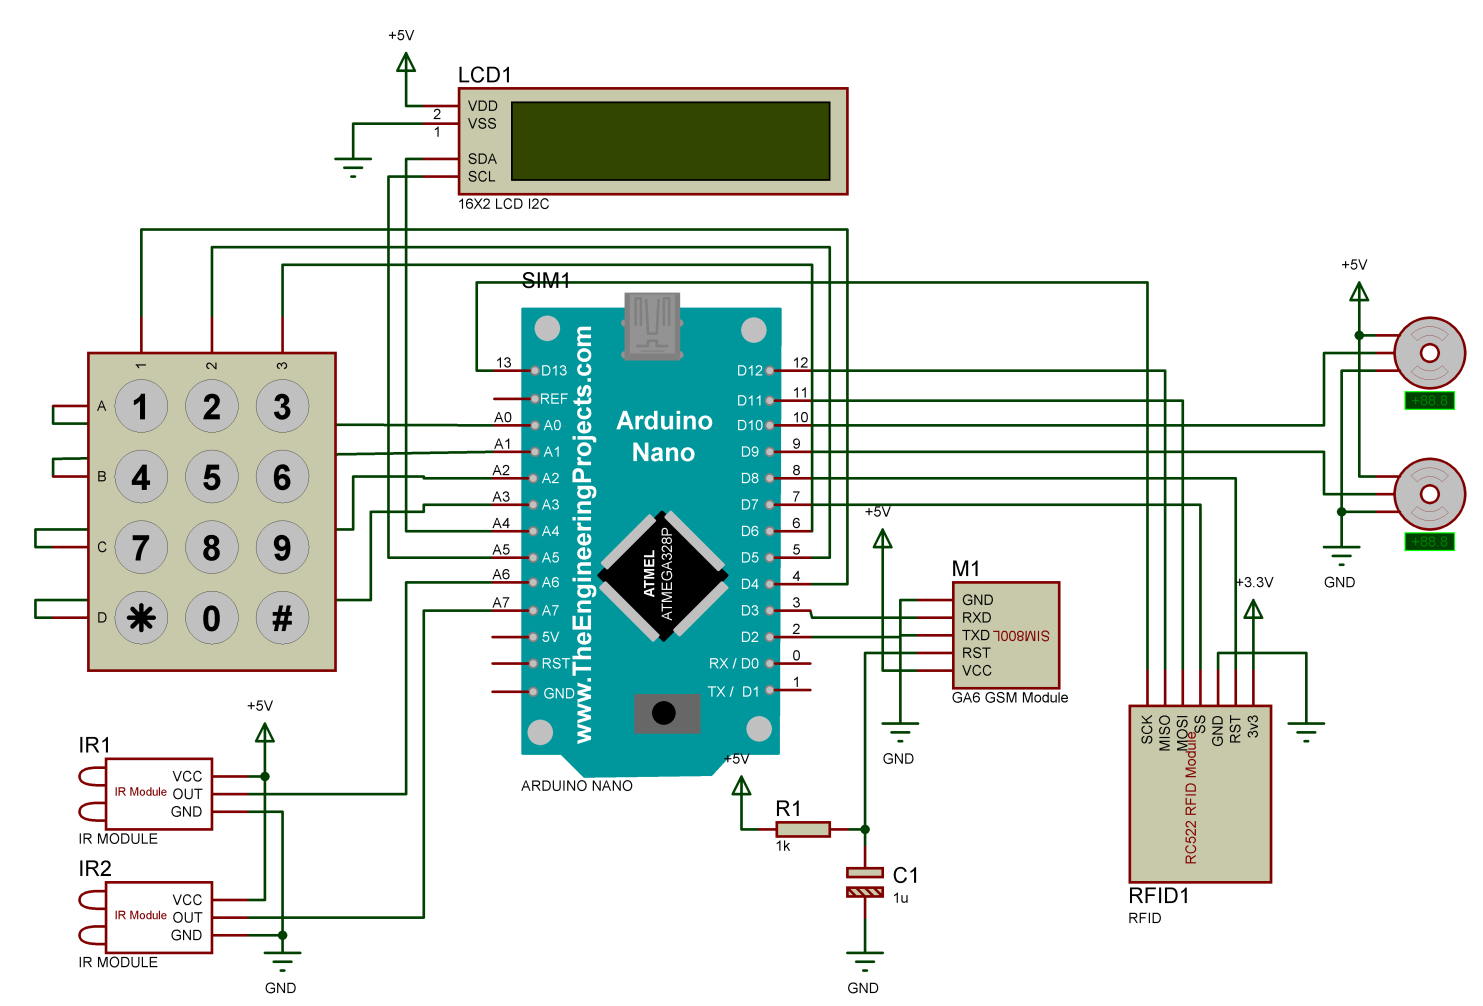 +5V
LCD1
VDD
2
VSS
1
SDA
SCL
16X2 LCD I2C
1
2
3
A
1
2
3
B
4
5
6
C
7
8
9
D
*
0
#
SIM1
www.TheEngineeringProjects.com
Arduino
Nano
ATMEL
ATMEGA328P
13
D13
REF
A0
A0
A1
A1
A2
A2
A3
A3
A4
A4
A5
A5
A6
A6
A7
A7
5V
RST
GND
D12
12
D11
11
D10
10
D9
9
D8
8
D7
7
D6
6
D5
5
D4
4
D3
3
D2
2
RX / D0
0
TX / D1
1
ARDUINO NANO
+5V
+88.8
+88.8
GND
+5V
M1
GND
RXD
TXD
RST
VCC
SIM800L
GA6 GSM Module
GND
+3.3V
SCK
MISO
MOSI
SS
GND
RST
3v3
RC522 RFID Module
RFID1
RFID
+5V
IR1
VCC
IR Module
OUT
GND
IR MODULE
IR2
VCC
IR Module
OUT
GND
IR MODULE
GND
+5V
R1
1k
C1
1u
GND